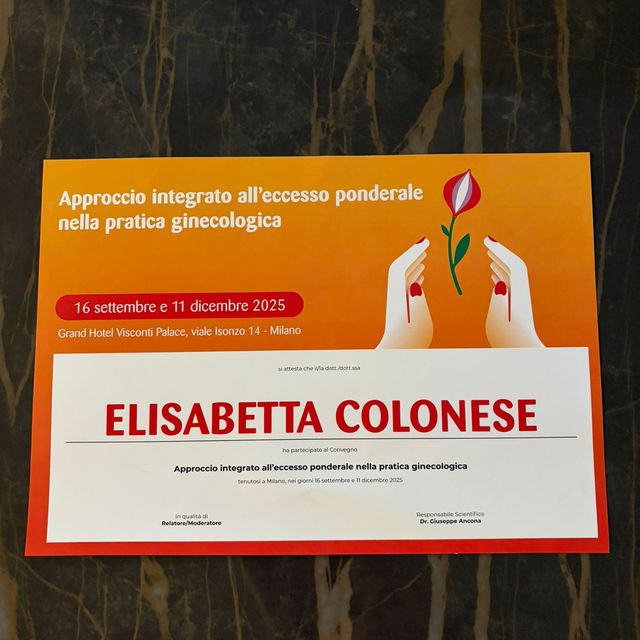 Approccio integrato all'eccesso ponderale
nella pratica ginecologica
16 settembre e 11 dicembre 2025
Grand Hotel Visconti Palace, viale Isonzo 14 - Milano
si attesta che il/la dott./dott.ssa
ELISABETTA COLONESE
ha partecipato al Convegno
Approccio integrato all'eccesso ponderale nella pratica ginecologica
tenutosi a Milano, nei giorni 16 settembre e 11 dicembre 2025
in qualità di
Relatore/Moderatore
Responsabile Scientifico
Dr. Giuseppe Ancona